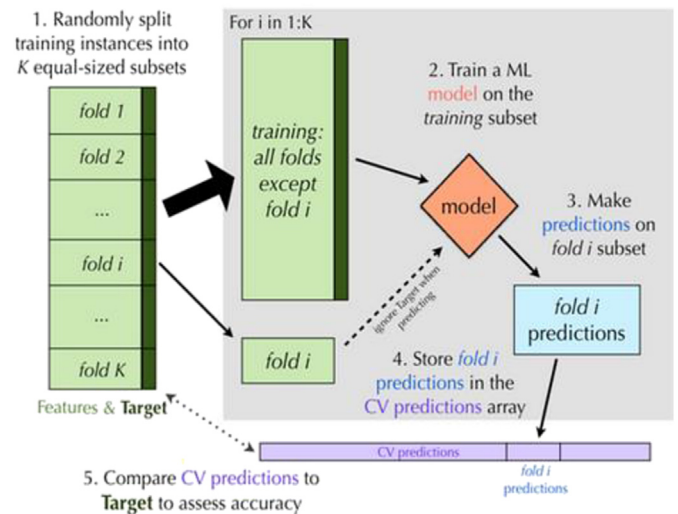 1. Randomly split
training instances into
K equal-sized subsets
fold 1
fold 2
...
fold i
...
fold K
Features & Target
For i in 1:K
training:
all folds
except
fold i
fold i
2. Train a ML
model on the
training subset
model
ignore Target when
predicting
3. Make
predictions on
fold i subset
fold i
predictions
4. Store fold i
predictions in the
CV predictions array
CV predictions
fold i
predictions
5. Compare CV predictions to
Target to assess accuracy